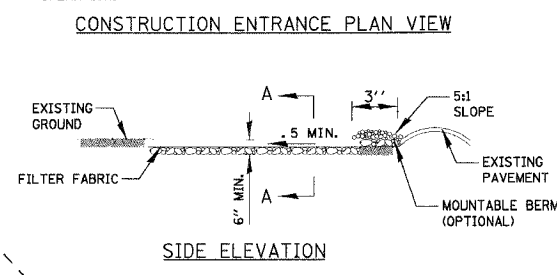 CONSTRUCTION ENTRANCE PLAN VIEW
A
3''
5:1
SLOPE
EXISTING
GROUND
.5 MIN.
FILTER FABRIC
6" MIN.
A
EXISTING
PAVEMENT
MOUNTABLE BERM
(OPTIONAL)
SIDE ELEVATION